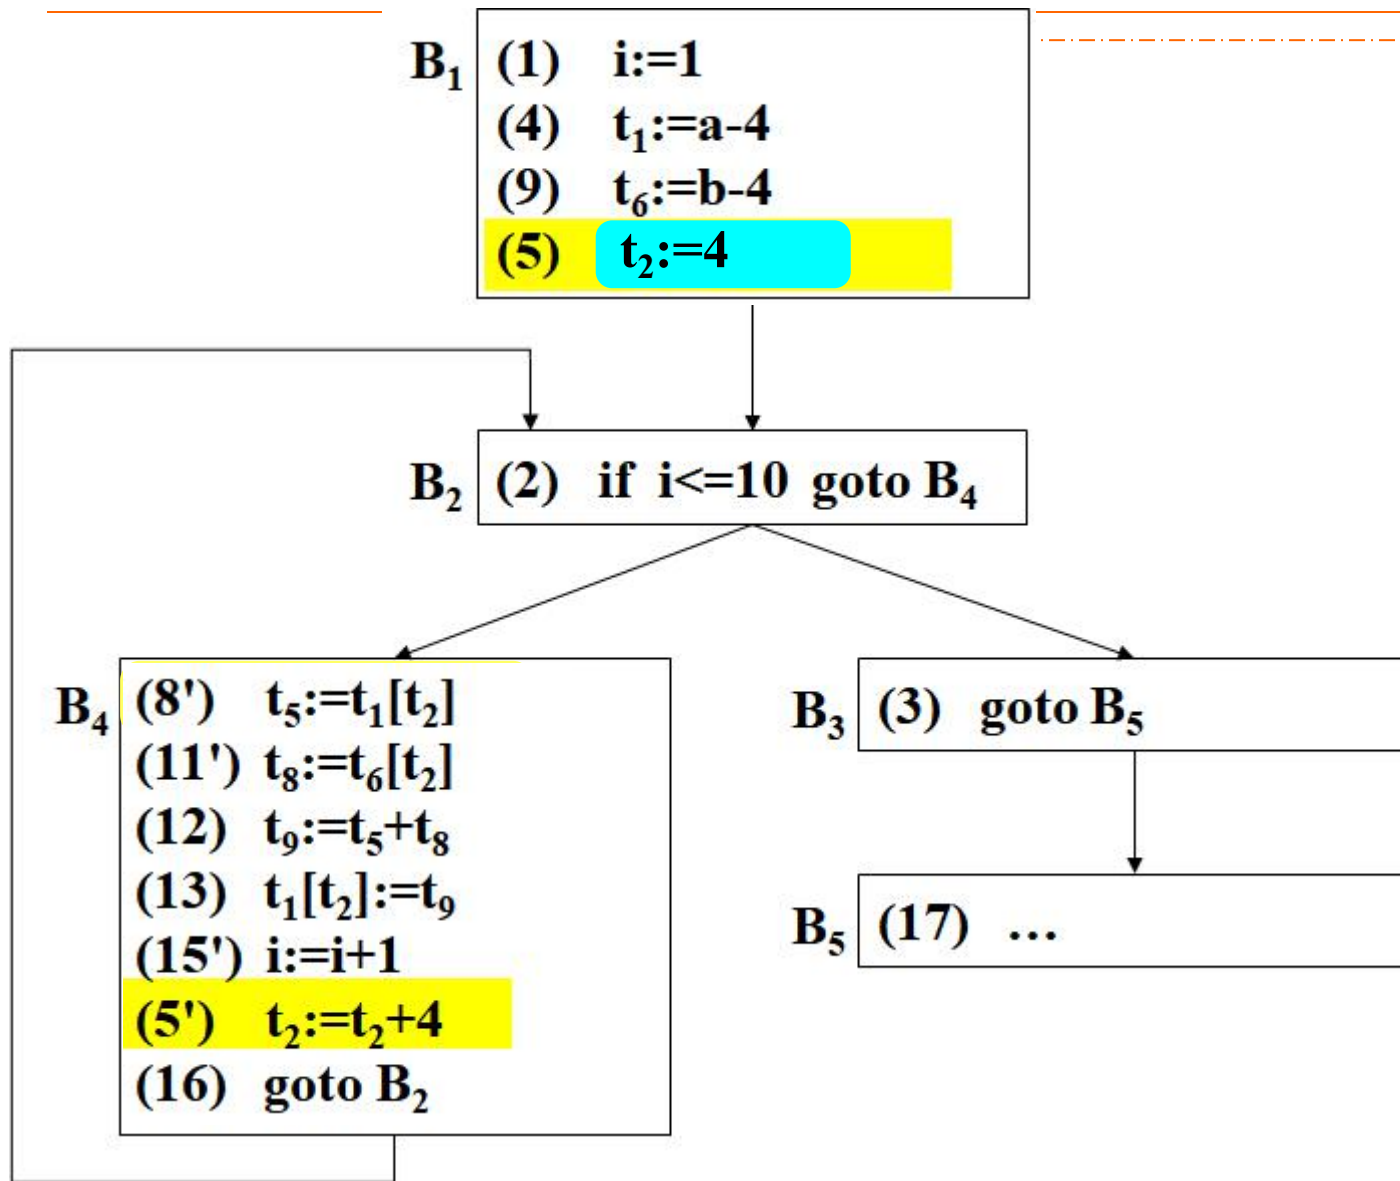 B₁
(1) i:=1
(4) t₁:=a-4
(9) t₆:=b-4
(5) t₂:=4
B₂
(2) if i<=10 goto B₄
B₄
(8') t₅:=t₁[t₂]
(11') t₈:=t₆[t₂]
(12) t₉:=t₅+t₈
(13) t₁[t₂]:=t₉
(15') i:=i+1
(5') t₂:=t₂+4
(16) goto B₂
B₃
(3) goto B₅
B₅
(17) ...